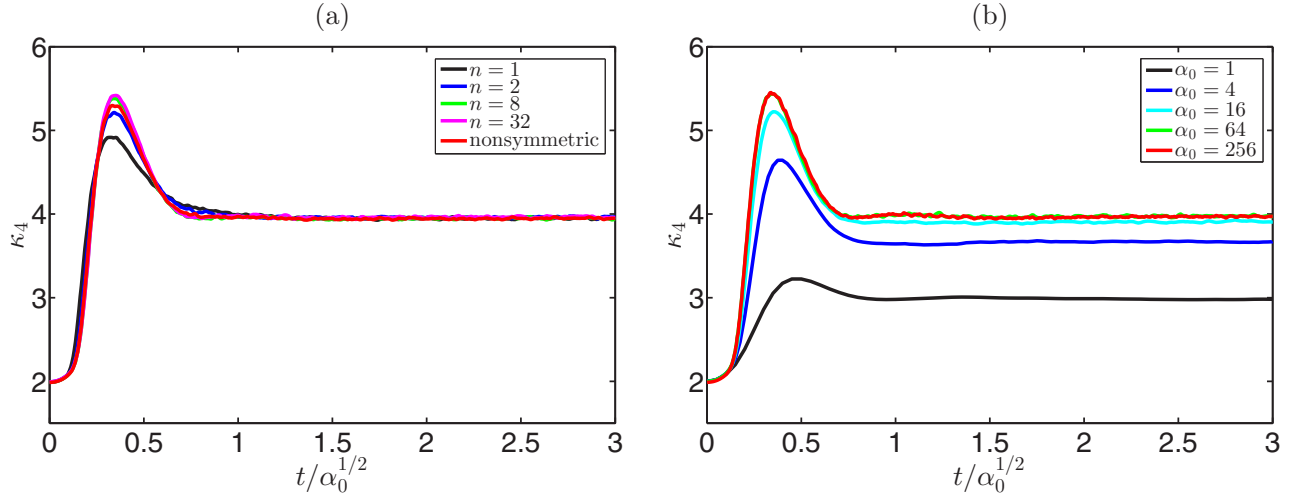 (a)
6
5
4
3
2
κ₄
n = 1
n = 2
n = 8
n = 32
nonsymmetric
0 0.5 1 1.5 2 2.5 3
t/α₀^{1/2}
(b)
6
5
4
3
2
κ₄
α₀ = 1
α₀ = 4
α₀ = 16
α₀ = 64
α₀ = 256
0 0.5 1 1.5 2 2.5 3
t/α₀^{1/2}